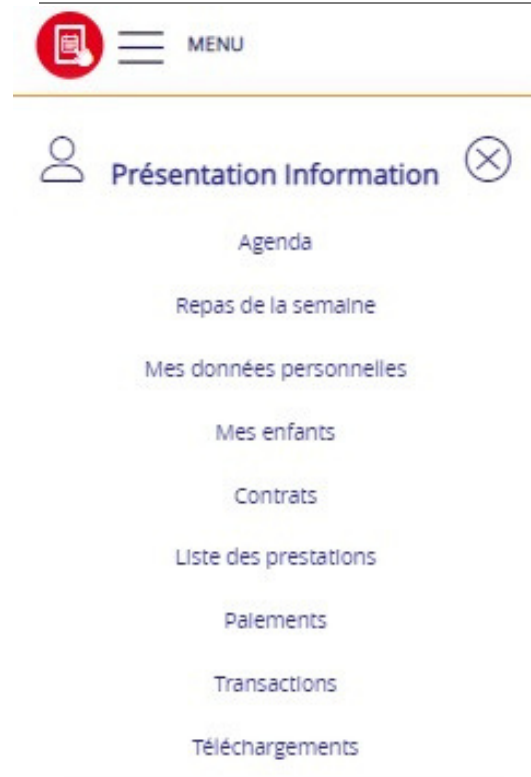 MENU
Présentation Information
Agenda
Repas de la semaine
Mes données personnelles
Mes enfants
Contrats
Liste des prestations
Paiements
Transactions
Téléchargements